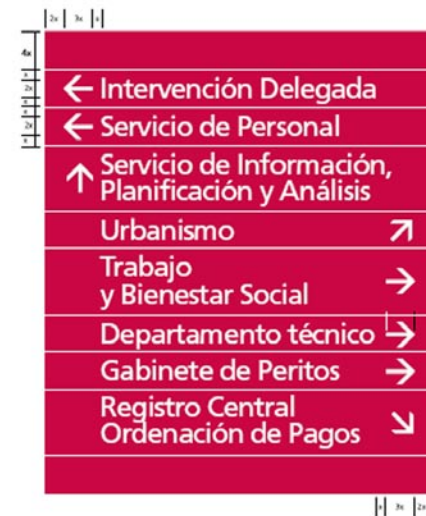 2x 3x x
4x
x
2x
x
x
2x
x
← Intervención Delegada
← Servicio de Personal
↑ Servicio de Información,
Planificación y Análisis
Urbanismo ↗
Trabajo
y Bienestar Social →
Departamento técnico →
Gabinete de Peritos →
Registro Central
Ordenación de Pagos ↘
x 3x 2x